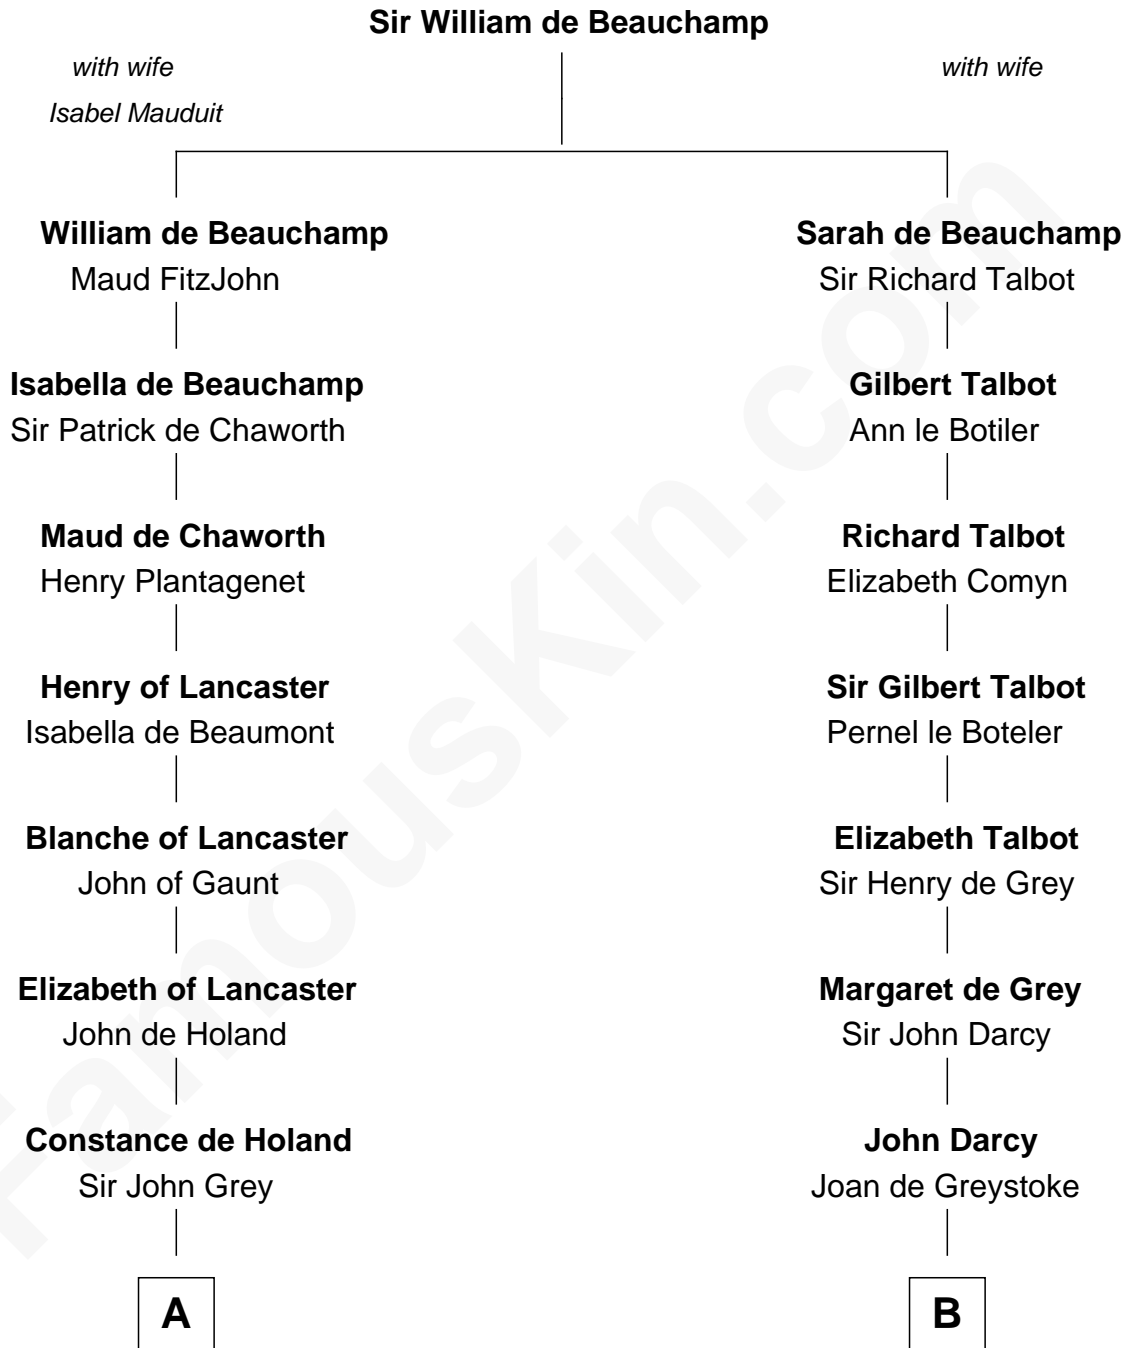 Sir William de Beauchamp
with wife
Isabel Mauduit
with wife
William de Beauchamp
Maud FitzJohn
Sarah de Beauchamp
Sir Richard Talbot
Isabella de Beauchamp
Sir Patrick de Chaworth
Gilbert Talbot
Ann le Botiler
Maud de Chaworth
Henry Plantagenet
Richard Talbot
Elizabeth Comyn
Henry of Lancaster
Isabella de Beaumont
Sir Gilbert Talbot
Pernel le Boteler
Blanche of Lancaster
John of Gaunt
Elizabeth Talbot
Sir Henry de Grey
Elizabeth of Lancaster
John de Holand
Margaret de Grey
Sir John Darcy
Constance de Holand
Sir John Grey
John Darcy
Joan de Greystoke
A
B
FamousKin.com